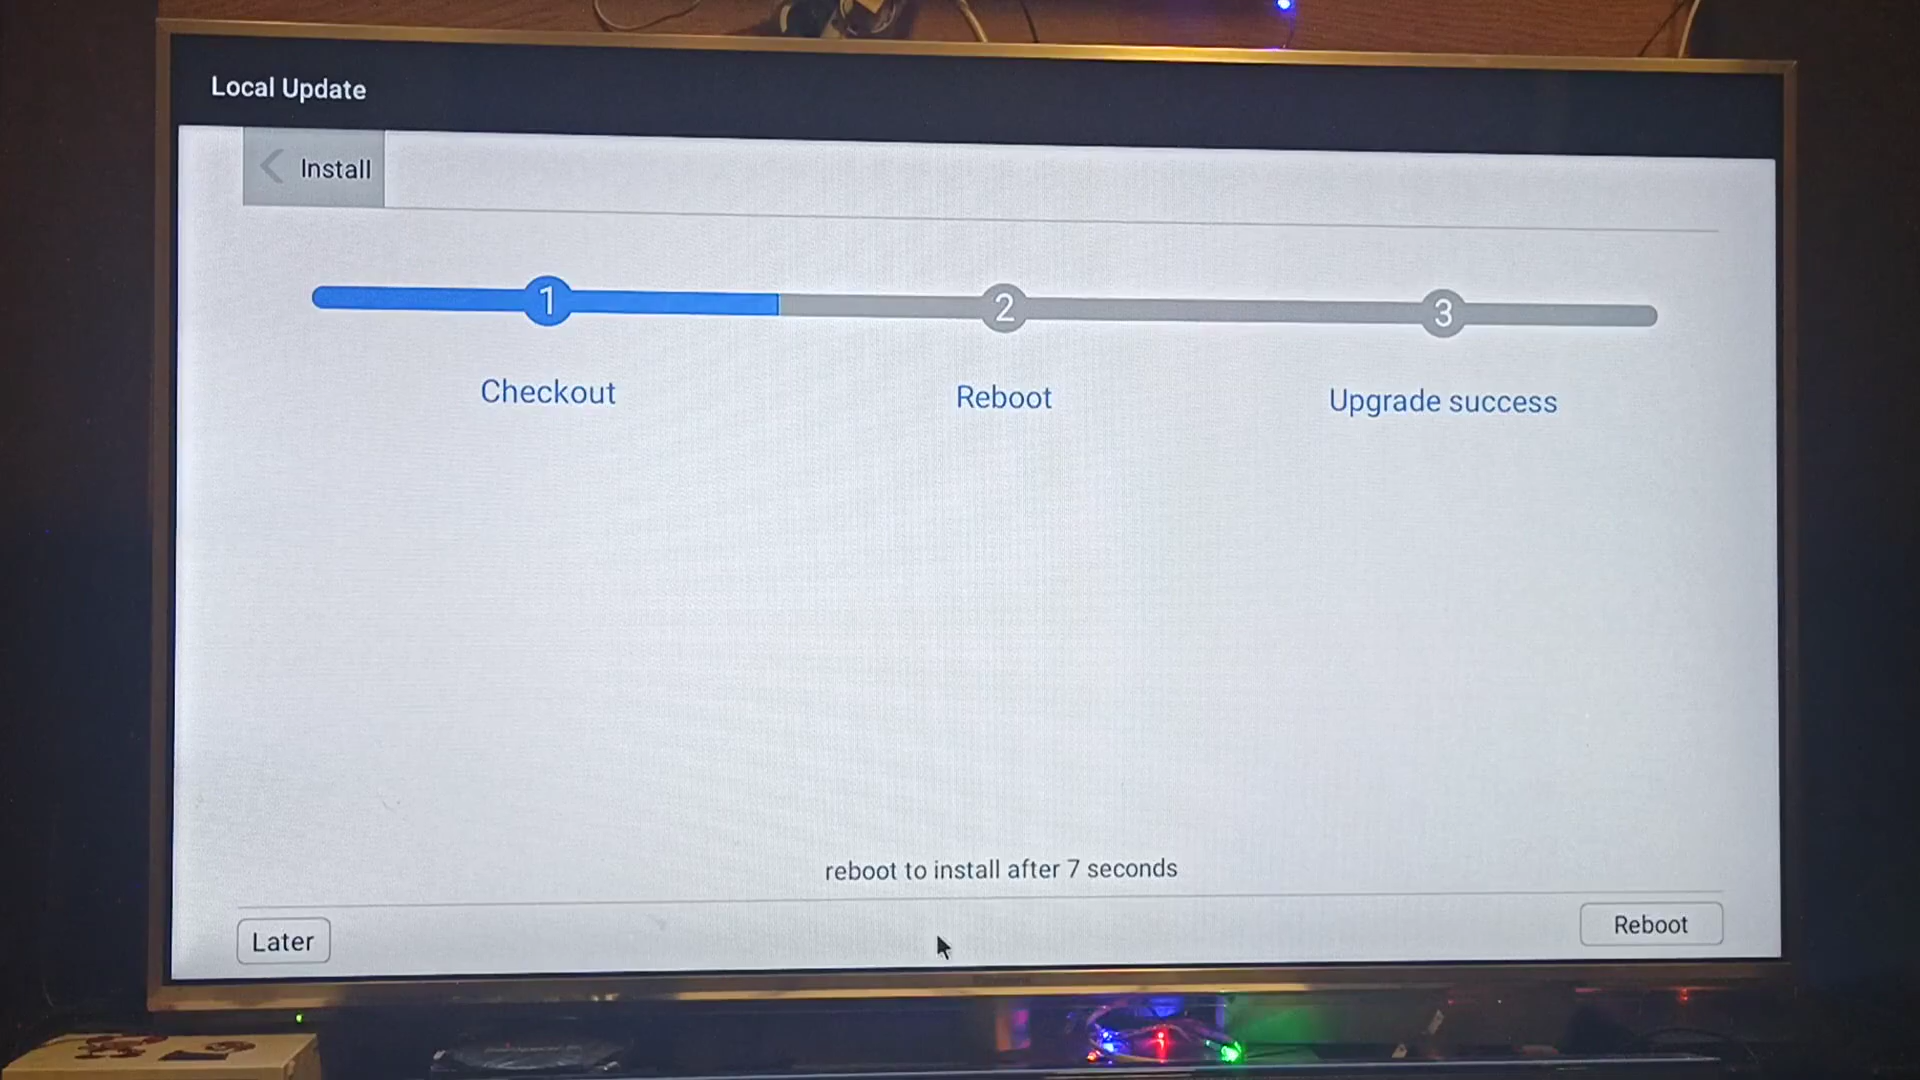 Local Update
Install
1
2
3
Checkout
Reboot
Upgrade success
reboot to install after 7 seconds
Later
Reboot